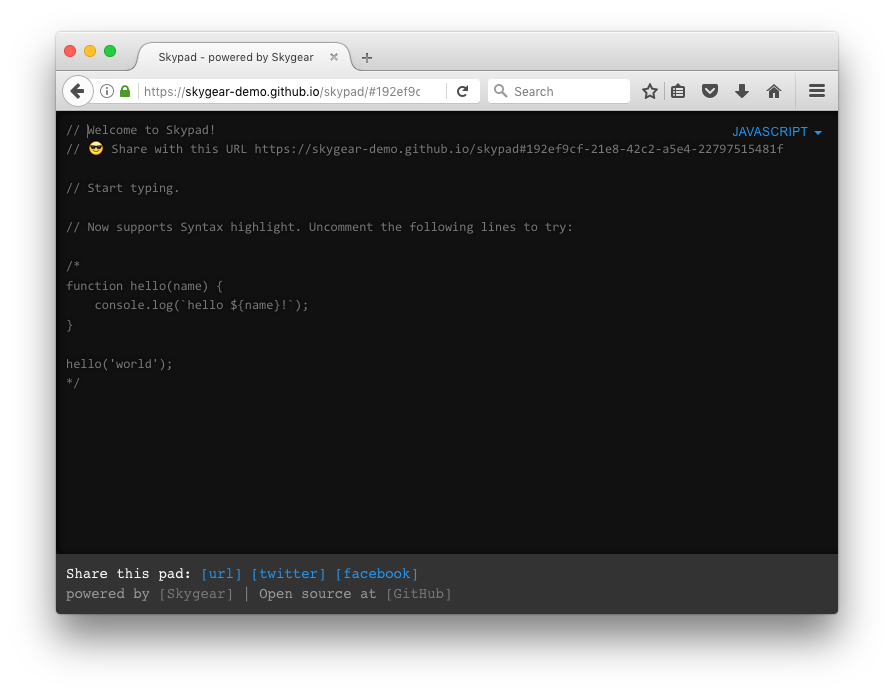 Skypad - powered by Skygear
https://skygear-demo.github.io/skypad/#192ef9c
Search
JAVASCRIPT
// Welcome to Skypad!
// 😎 Share with this URL https://skygear-demo.github.io/skypad#192ef9cf-21e8-42c2-a5e4-22797515481f
// Start typing.
// Now supports Syntax highlight. Uncomment the following lines to try:
/*
function hello(name) {
console.log(`hello ${name}!`);
}
hello('world');
*/
Share this pad: [url] [twitter] [facebook]
powered by [Skygear] | Open source at [GitHub]